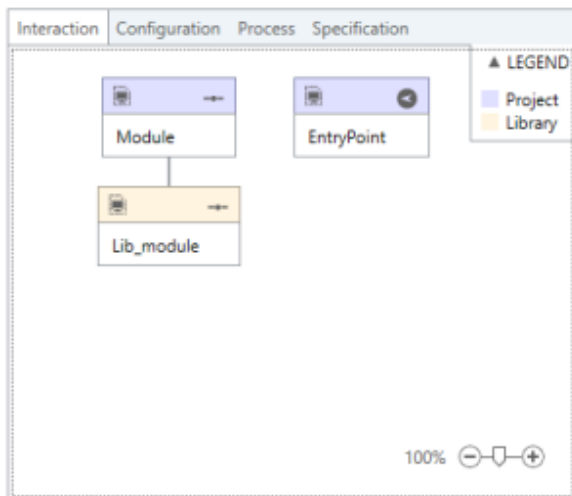 Interaction Configuration Process Specification
▲ LEGEND
Project
Library
Module
EntryPoint
Lib_module
100%